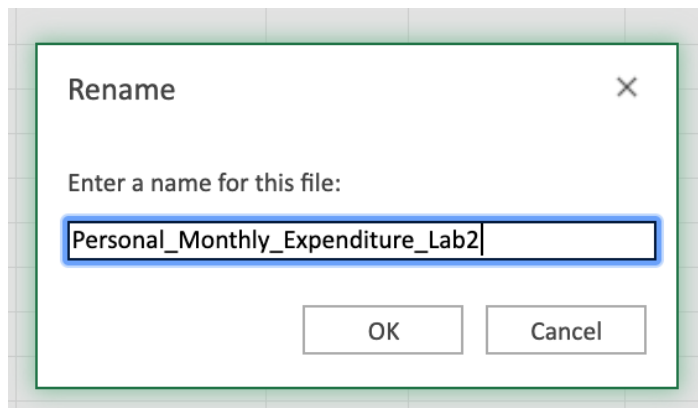 Rename
Enter a name for this file:
Personal_Monthly_Expenditure_Lab2
OK
Cancel